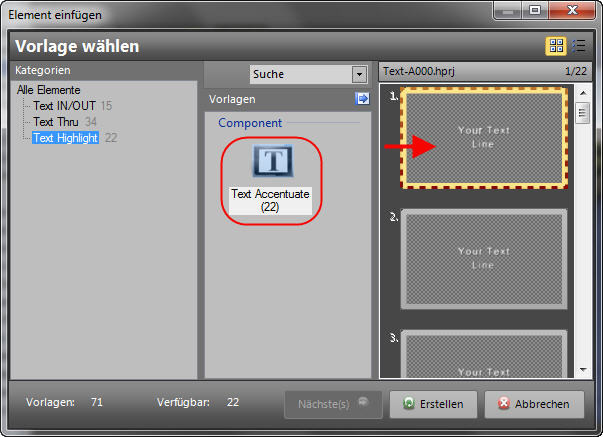 Element einfügen
Vorlage wählen
Kategorien
Alle Elemente
Text IN/OUT 15
Text Thru 34
Text Highlight 22
Suche
Vorlagen
Component
T
Text Accentuate
(22)
Text-A000.hprj 1/22
1.
Your Text
Line
2.
Your Text
Line
3.
Your Text
Vorlagen: 71 Verfügbar: 22
Nächste(s)
Erstellen
Abbrechen